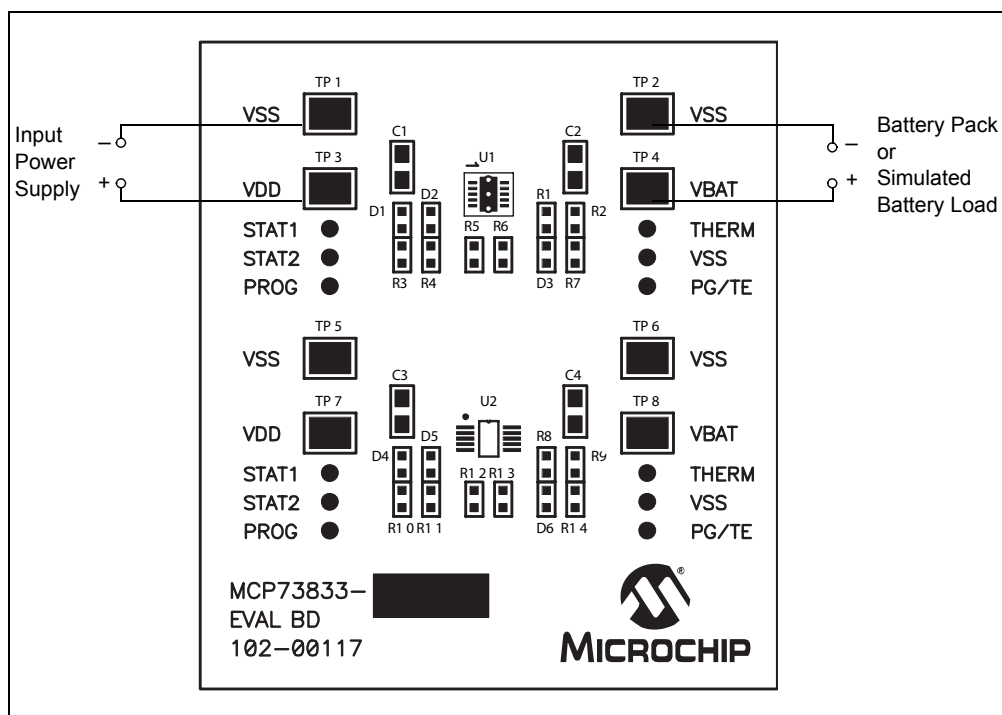 TP 1
TP 2
VSS
VSS
C1
C2
U1
Input
Power
Supply
–
+
Battery Pack
or
Simulated
Battery Load
–
+
TP 3
TP 4
VDD
VBAT
D1
D2
R1
R2
R5
R6
STAT1
THERM
STAT2
VSS
PROG
PG/TE
R3
R4
D3
R7
TP 5
TP 6
VSS
VSS
C3
C4
U2
TP 7
TP 8
VDD
VBAT
D4
D5
R8
R9
R1 2
R1 3
STAT1
THERM
STAT2
VSS
PROG
PG/TE
R1 0
R1 1
D6
R1 4
MCP73833-
EVAL BD
102-00117
®
MICROCHIP